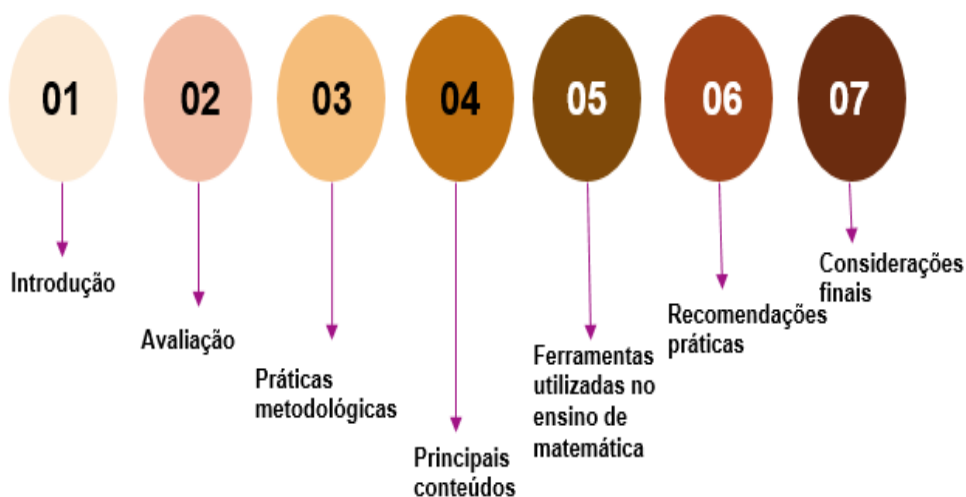 01
02
03
04
05
06
07
Introdução
Avaliação
Práticas
metodológicas
Principais
conteúdos
Ferramentas
utilizadas no
ensino de
matemática
Recomendações
práticas
Considerações
finais